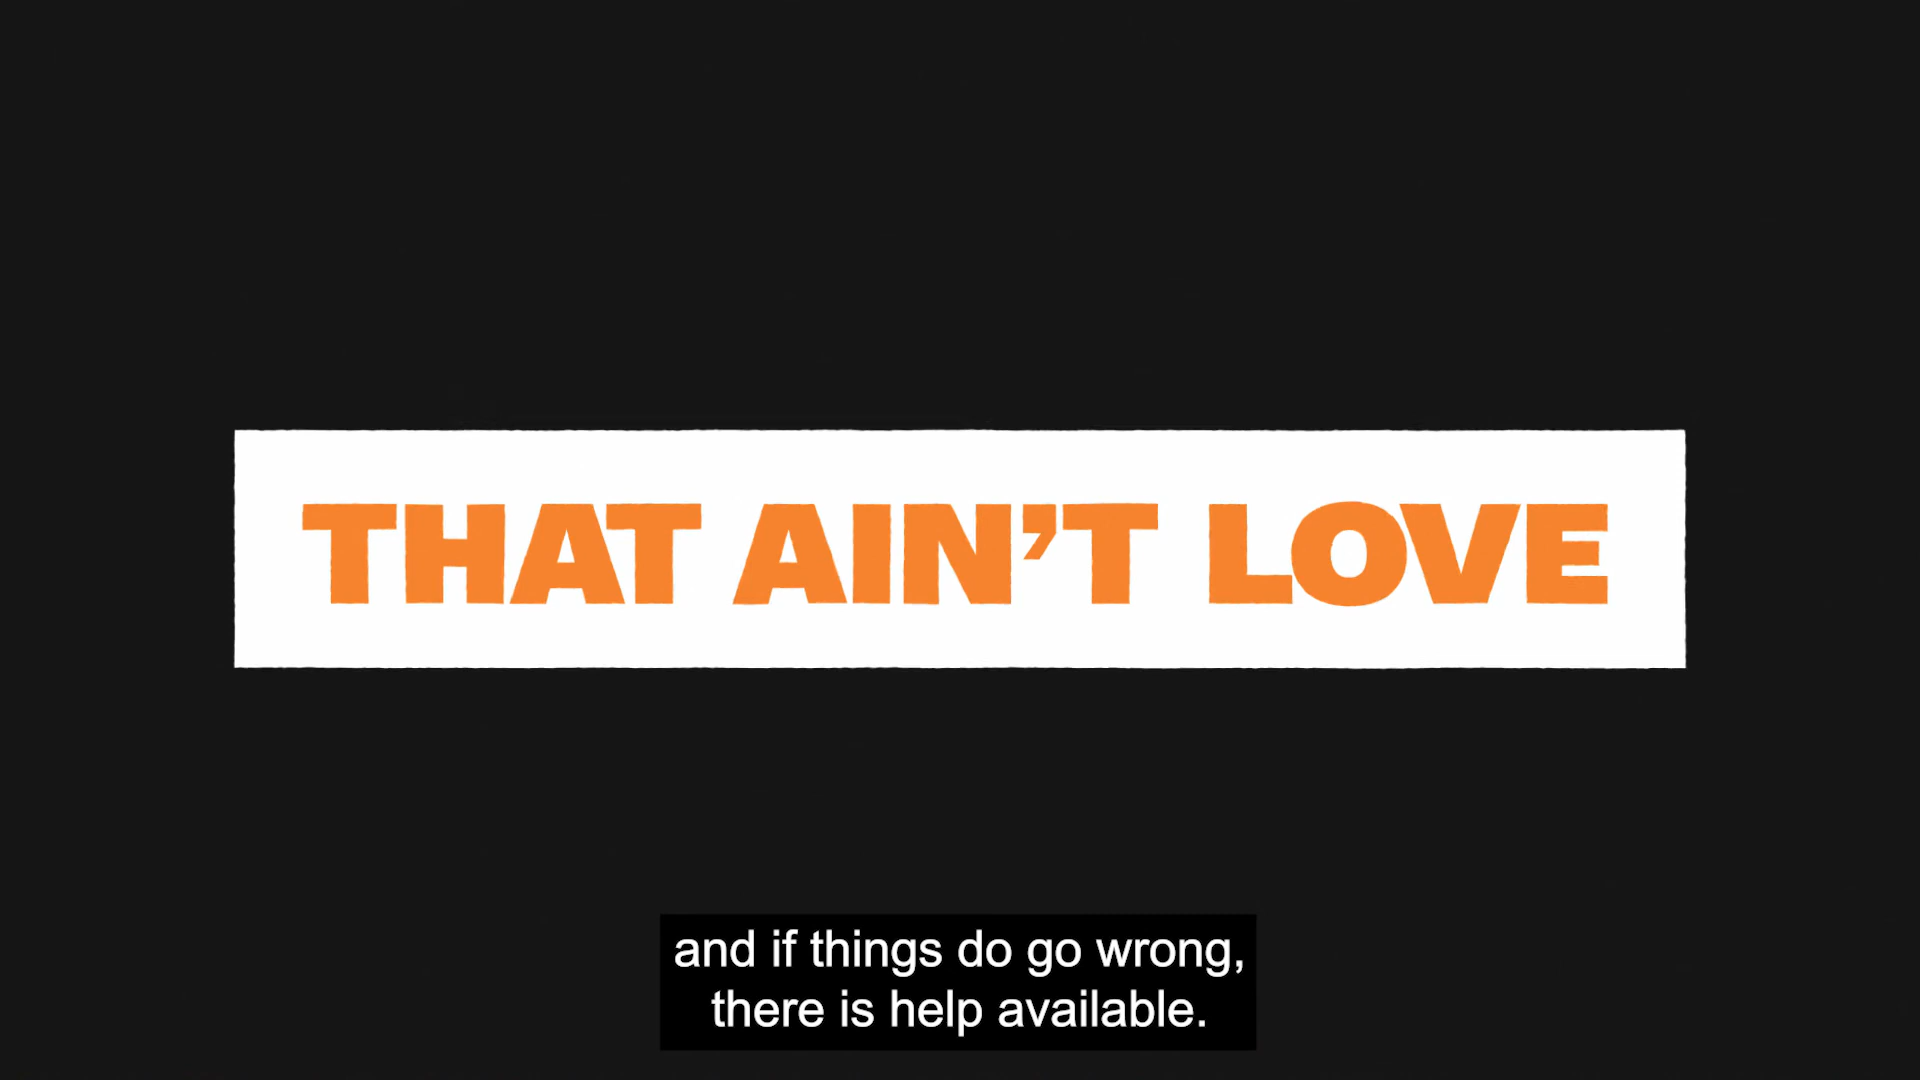 THAT AIN’T LOVE
and if things do go wrong,
there is help available.